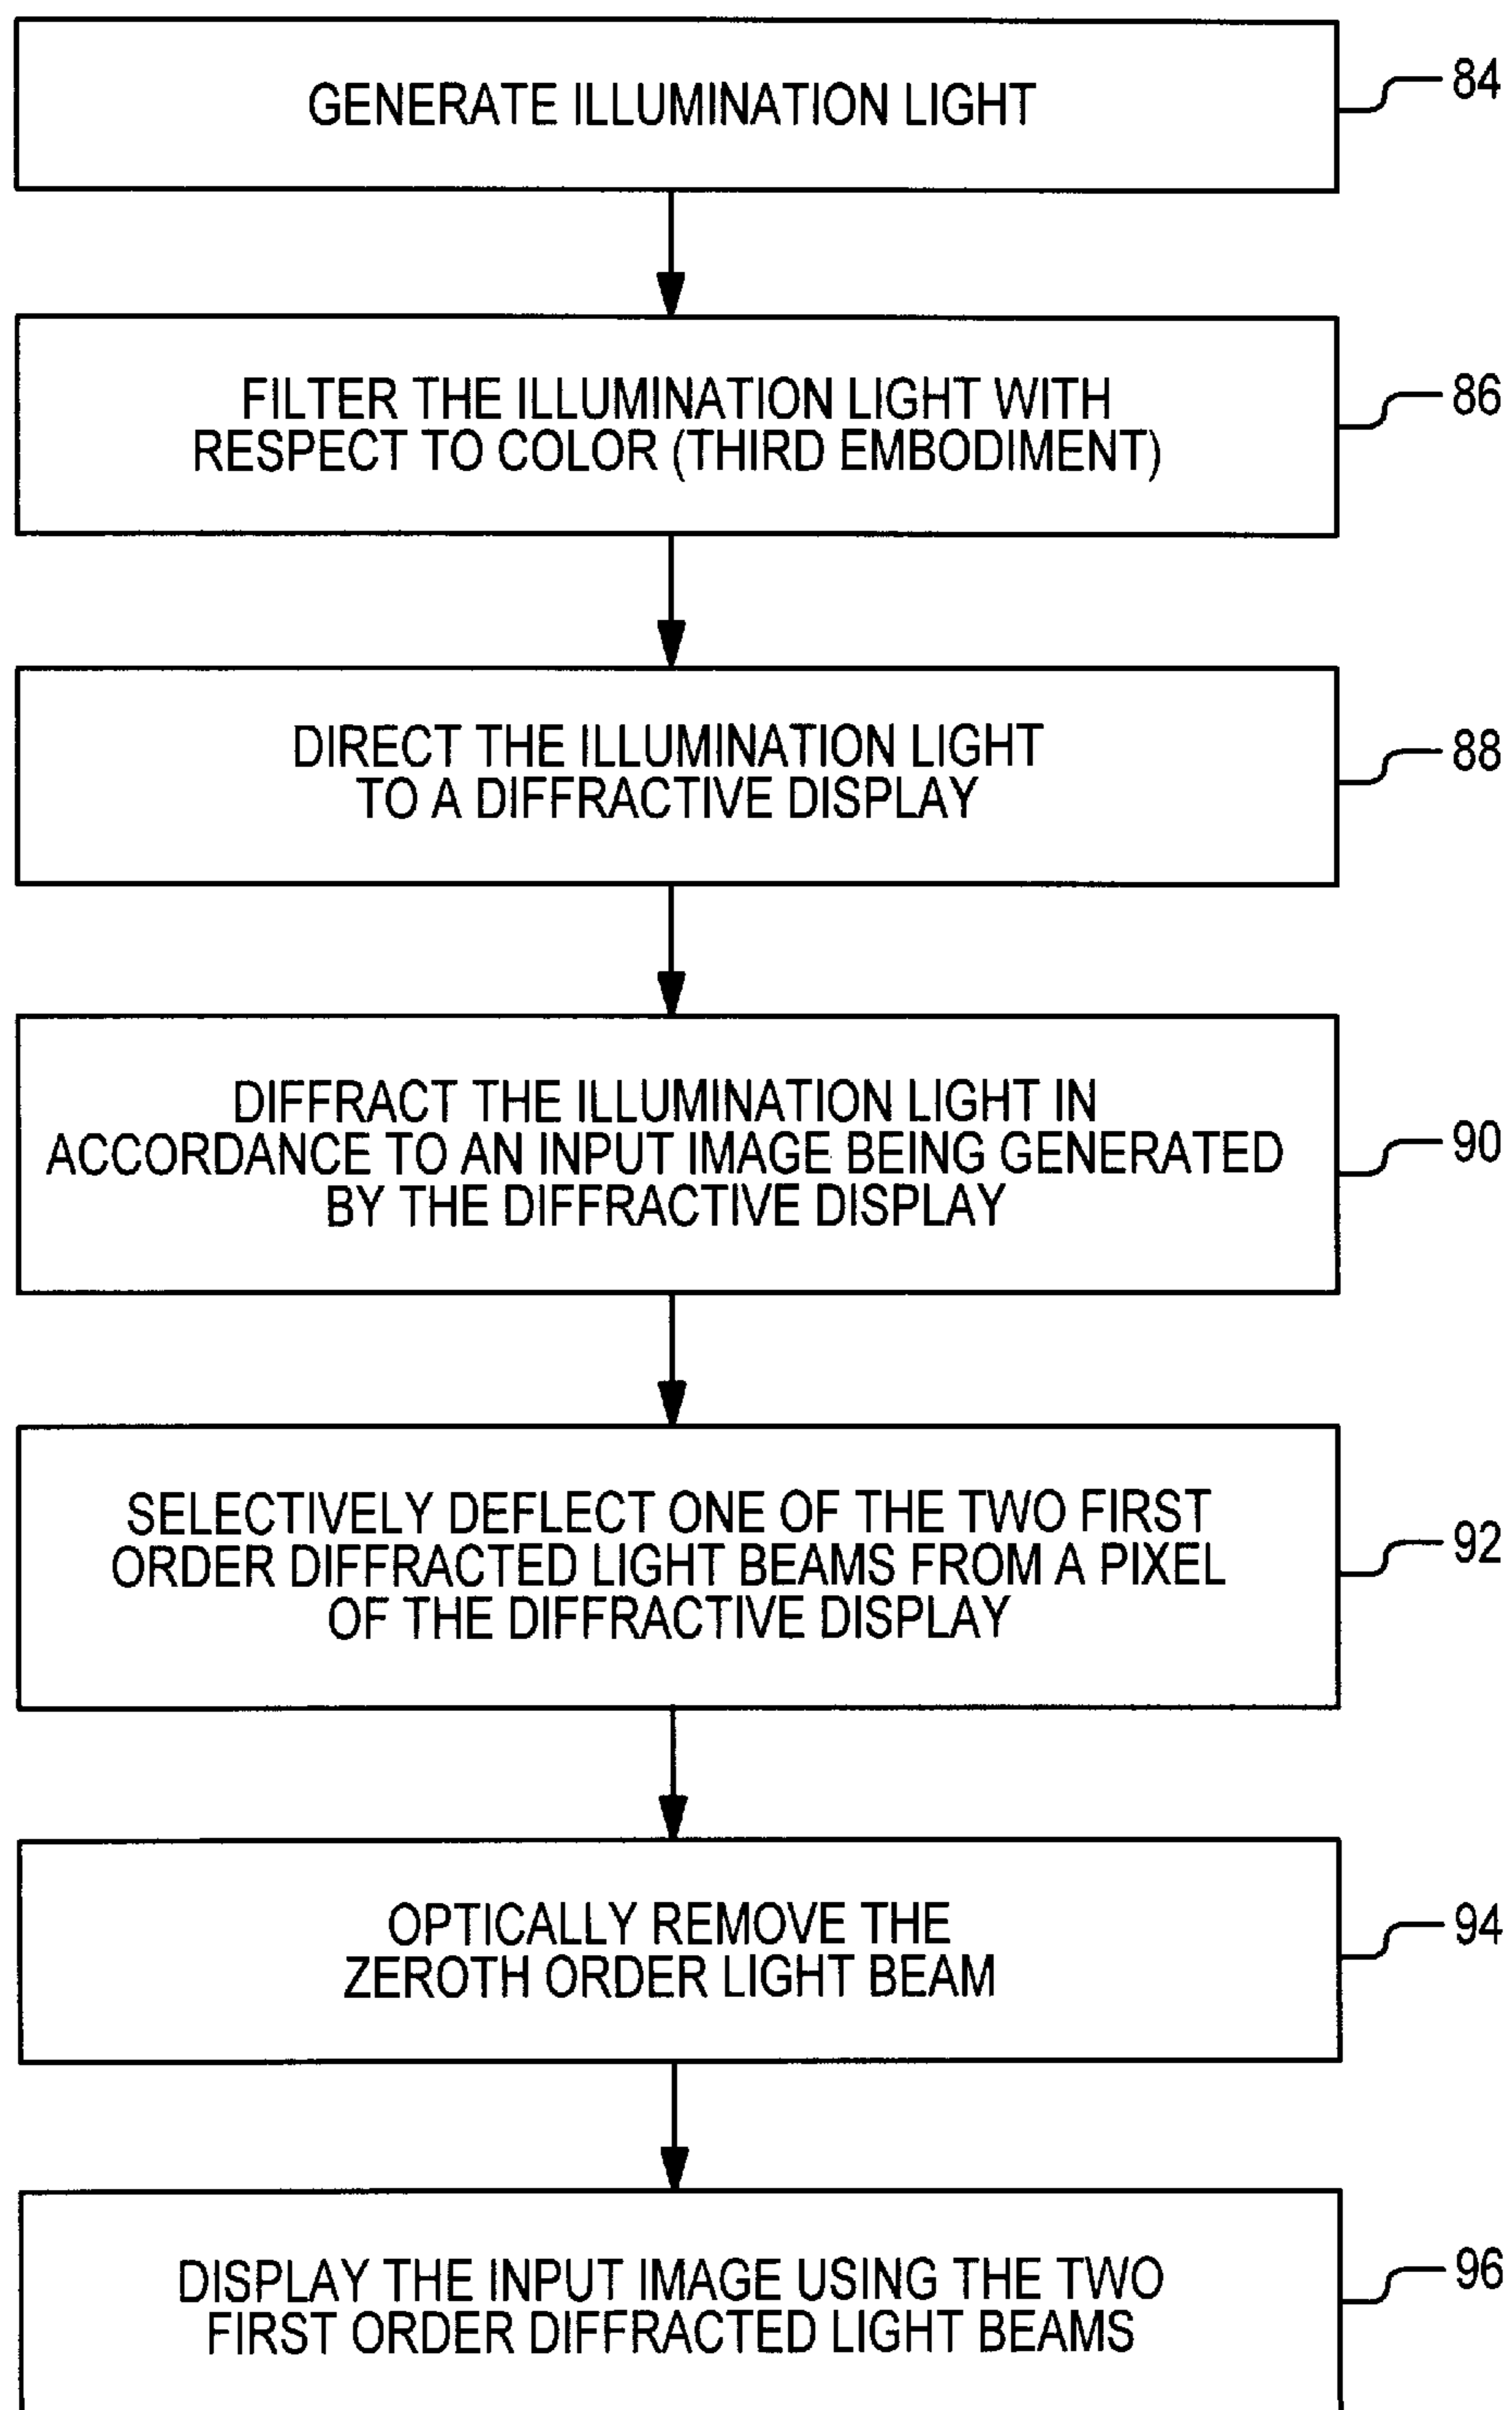 GENERATE ILLUMINATION LIGHT
84
FILTER THE ILLUMINATION LIGHT WITH
RESPECT TO COLOR (THIRD EMBODIMENT)
86
DIRECT THE ILLUMINATION LIGHT
TO A DIFFRACTIVE DISPLAY
88
DIFFRACT THE ILLUMINATION LIGHT IN
ACCORDANCE TO AN INPUT IMAGE BEING GENERATED
BY THE DIFFRACTIVE DISPLAY
90
SELECTIVELY DEFLECT ONE OF THE TWO FIRST
ORDER DIFFRACTED LIGHT BEAMS FROM A PIXEL
OF THE DIFFRACTIVE DISPLAY
92
OPTICALLY REMOVE THE
ZEROTH ORDER LIGHT BEAM
94
DISPLAY THE INPUT IMAGE USING THE TWO
FIRST ORDER DIFFRACTED LIGHT BEAMS
96